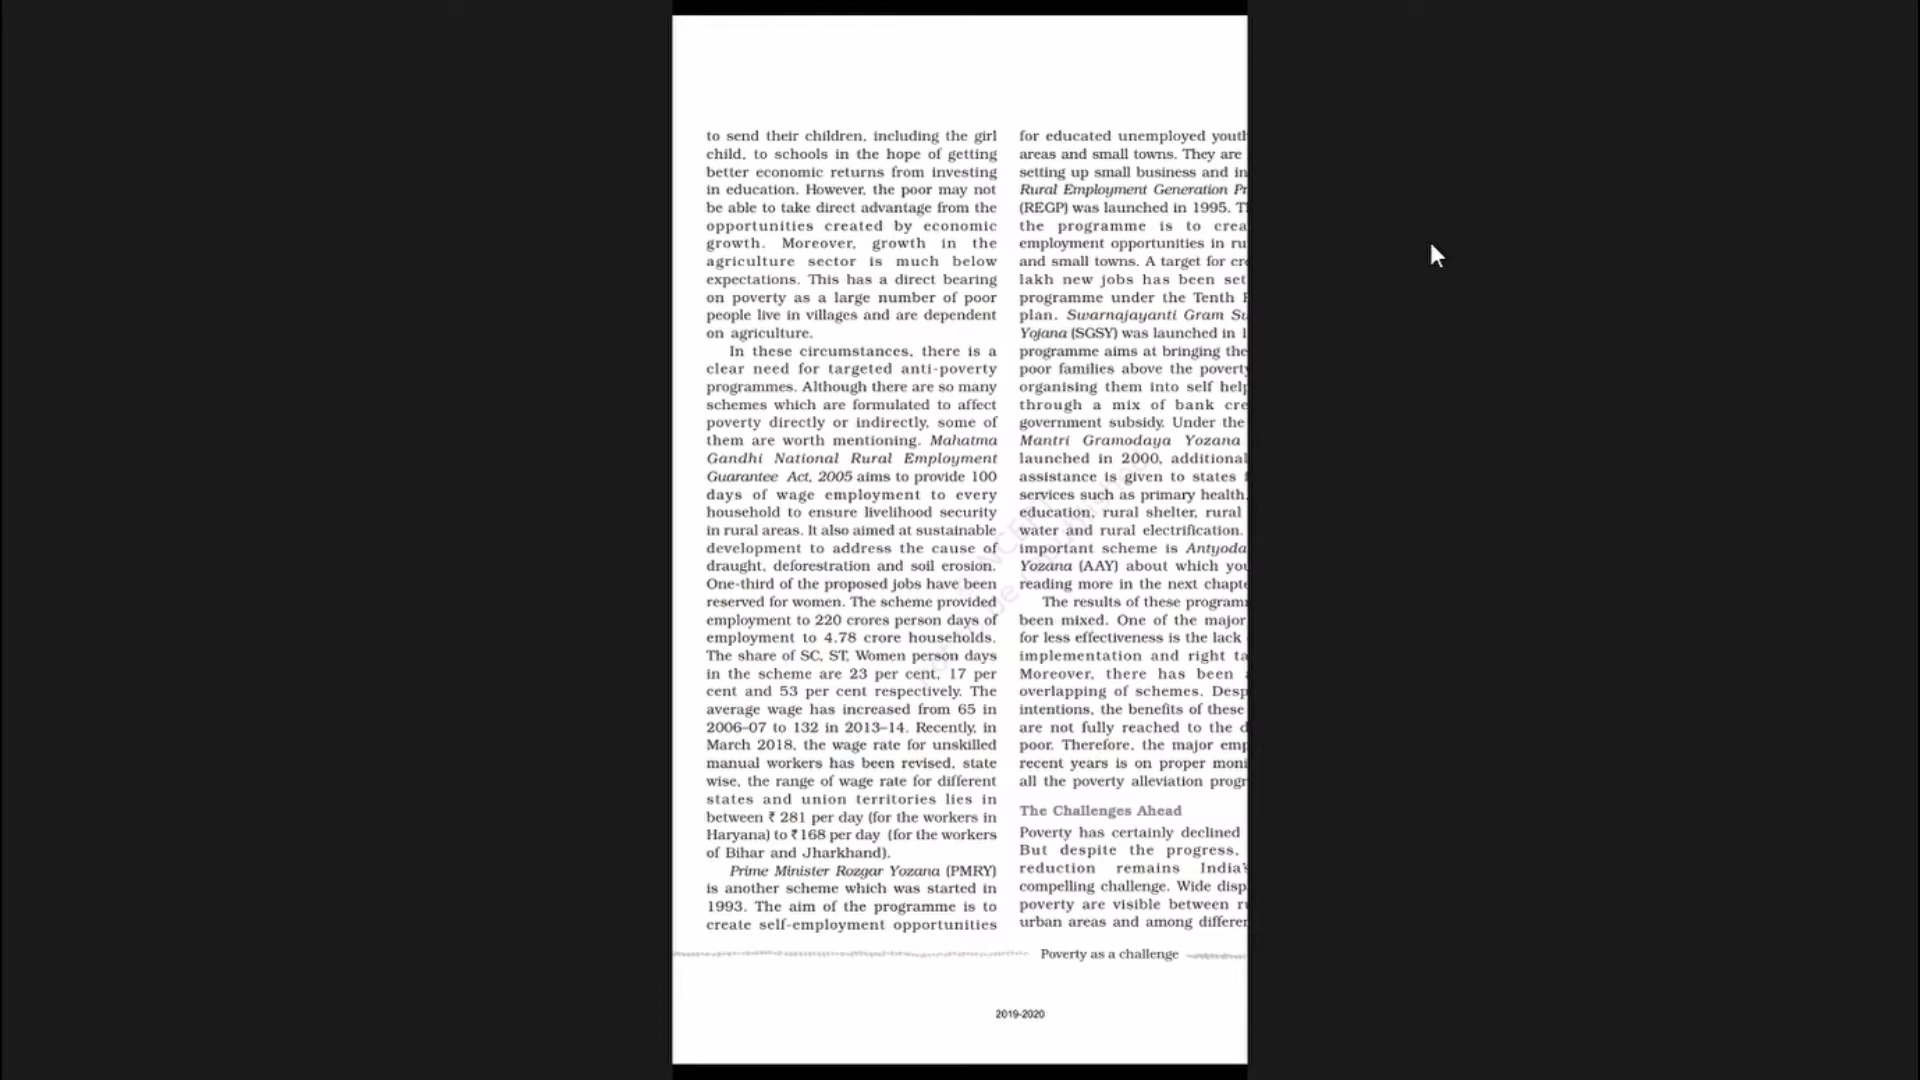 to send their children, including the girl
child, to schools in the hope of getting
better economic returns from investing
in education. However, the poor may not
be able to take direct advantage from the
opportunities created by economic
growth. Moreover, growth in the
agriculture sector is much below
expectations. This has a direct bearing
on poverty as a large number of poor
people live in villages and are dependent
on agriculture.
In these circumstances, there is a
clear need for targeted anti-poverty
programmes. Although there are so many
schemes which are formulated to affect
poverty directly or indirectly, some of
them are worth mentioning. Mahatma
Gandhi National Rural Employment
Guarantee Act, 2005 aims to provide 100
days of wage employment to every
household to ensure livelihood security
in rural areas. It also aimed at sustainable
development to address the cause of
draught, deforestration and soil erosion.
One-third of the proposed jobs have been
reserved for women. The scheme provided
employment to 220 crores person days of
employment to 4.78 crore households.
The share of SC, ST, Women person days
in the scheme are 23 per cent, 17 per
cent and 53 per cent respectively. The
average wage has increased from 65 in
2006–07 to 132 in 2013–14. Recently, in
March 2018, the wage rate for unskilled
manual workers has been revised, state
wise, the range of wage rate for different
states and union territories lies in
between ₹ 281 per day (for the workers in
Haryana) to ₹ 168 per day (for the workers
of Bihar and Jharkhand).
Prime Minister Rozgar Yozana (PMRY)
is another scheme which was started in
1993. The aim of the programme is to
create self-employment opportunities
for educated unemployed yout
areas and small towns. They are
setting up small business and in
Rural Employment Generation Pr
(REGP) was launched in 1995. T
the programme is to crea
employment opportunities in ru
and small towns. A target for cr
lakh new jobs has been set
programme under the Tenth
plan. Swarnajayanti Gram Su
Yojana (SGSY) was launched in 1
programme aims at bringing the
poor families above the poverty
organising them into self help
through a mix of bank cre
government subsidy. Under the
Mantri Gramodaya Yozana
launched in 2000, additional
assistance is given to states
services such as primary health,
education, rural shelter, rural
water and rural electrification.
important scheme is Antyoda
Yozana (AAY) about which you
reading more in the next chapte
The results of these program
been mixed. One of the major
for less effectiveness is the lack
implementation and right ta
Moreover, there has been
overlapping of schemes. Desp
intentions, the benefits of these
are not fully reached to the d
poor. Therefore, the major emp
recent years is on proper moni
all the poverty alleviation progr
The Challenges Ahead
Poverty has certainly declined
But despite the progress,
reduction remains India's
compelling challenge. Wide disp
poverty are visible between ru
urban areas and among differen
Poverty as a challenge
2019-2020